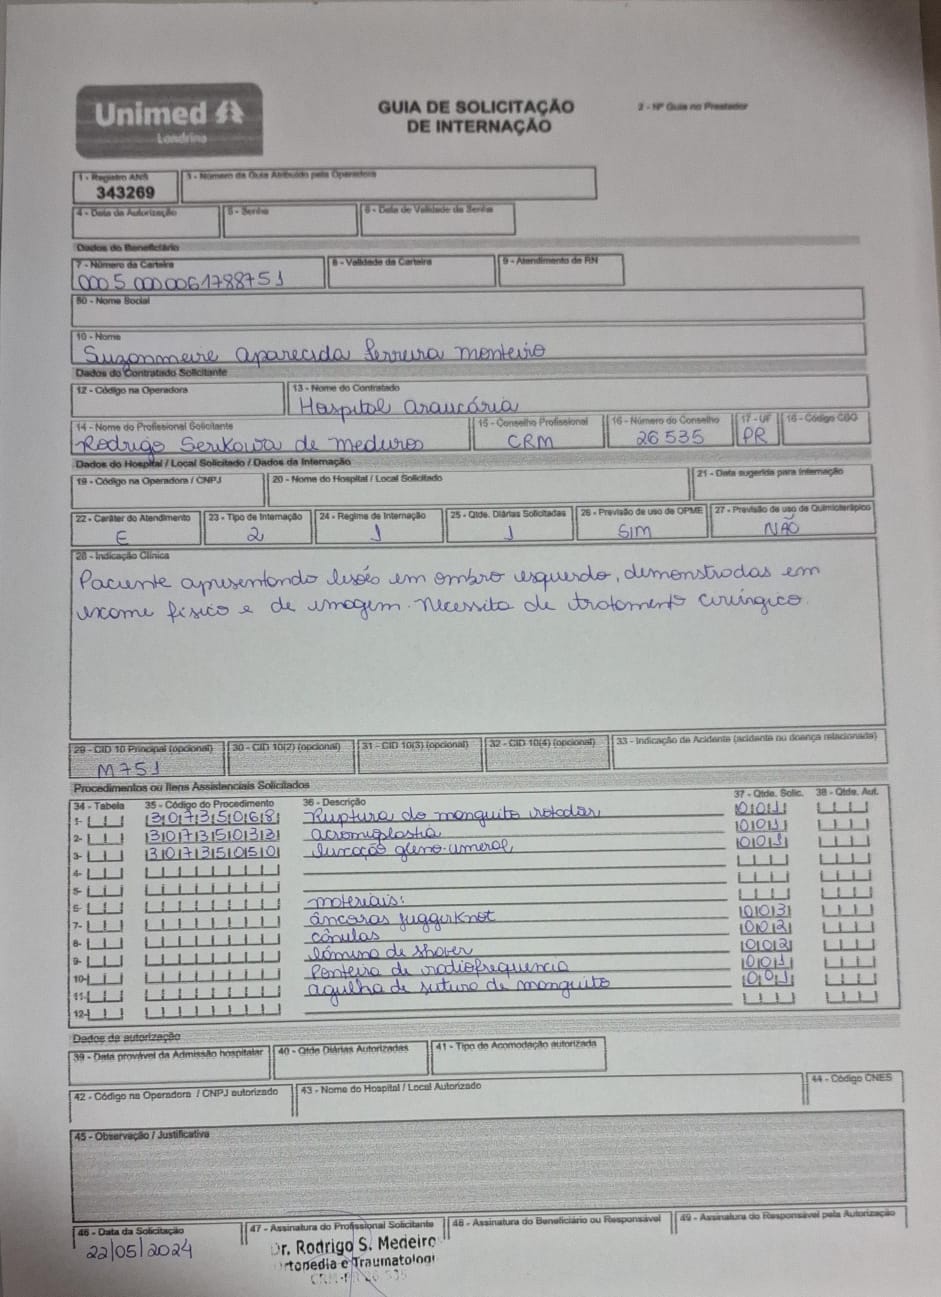 Unimed
Londrina
GUIA DE SOLICITAÇÃO
DE INTERNAÇÃO
2 - Nº Guia no Prestador
1 - Registro ANS
343269
3 - Número da Guia Atribuído pela Operadora
4 - Data da Autorização
5 - Senha
6 - Data de Validade da Senha
Dados do Beneficiário
7 - Número da Carteira
0005 0000061788751
8 - Validade da Carteira
9 - Atendimento de RN
50 - Nome Social
10 - Nome
Suzonmeire aparecida Ferreira monteiro
Dados do Contratado Solicitante
12 - Código na Operadora
13 - Nome do Contratado
Hospital araucária
14 - Nome do Profissional Solicitante
Rodrigo Serikawa de Medeiros
15 - Conselho Profissional
CRM
16 - Número do Conselho
26 535
17 - UF
PR
18 - Código CBO
Dados do Hospital / Local Solicitado / Dados da Internação
19 - Código na Operadora / CNPJ
20 - Nome do Hospital / Local Solicitado
21 - Data sugerida para internação
22 - Caráter do Atendimento
E
23 - Tipo de Internação
2
24 - Regime de Internação
1
25 - Qtde. Diárias Solicitadas
1
26 - Previsão de uso de OPME
SIM
27 - Previsão de uso de Quimioterápico
NÃO
28 - Indicação Clínica
Paciente apresentando lesões em ombro esquerdo, demonstradas em
exame físico e de imagem. Necessita de tratamento cirúrgico.
29 - CID 10 Principal (opcional)
M751
30 - CID 10(2) (opcional)
31 - CID 10(3) (opcional)
32 - CID 10(4) (opcional)
33 - Indicação de Acidente (acidente ou doença relacionada)
Procedimentos ou Itens Assistenciais Solicitados
34 - Tabela 35 - Código do Procedimento 36 - Descrição 37 - Qtde. Solic. 38 - Qtde. Aut.
1- 30735068 Ruptura do manguito rotador 001
2- 30735033 acromioplastia 001
3- 30735050 luxação gleno-umeral 001
4-
5-
6- materiais:
7- âncoras juggerknot 003
8- cânulas 002
9- lâmina de shaver 002
10- Ponteira de radiofrequencia 001
11- agulha de sutura de manguito 001
12-
Dados da autorização
39 - Data provável da Admissão hospitalar
40 - Qtde Diárias Autorizadas
41 - Tipo de Acomodação autorizada
42 - Código na Operadora / CNPJ autorizado
43 - Nome do Hospital / Local Autorizado
44 - Código CNES
45 - Observação / Justificativa
46 - Data da Solicitação
22/05/2024
47 - Assinatura do Profissional Solicitante
Dr. Rodrigo S. Medeiro
rtopedia e Traumatologi
CRM-PR 26.535
48 - Assinatura do Beneficiário ou Responsável
49 - Assinatura do Responsável pela Autorização